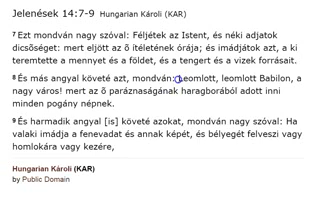 Jelenések 14:7-9 Hungarian Károli (KAR)
7 Ezt mondván nagy szóval: Féljétek az Istent, és néki adjatok
dicsőséget: mert eljött az ő ítéletének órája; és imádjátok azt, a ki
teremtette a mennyet és a földet, és a tengert és a vizek forrásait.
8 És más angyal követé azt, mondván: Leomlott, leomlott Babilon, a
nagy város! mert az ő paráznaságának haragborából adott inni
minden pogány népnek.
9 És harmadik angyal [is] követé azokat, mondván nagy szóval: Ha
valaki imádja a fenevadat és annak képét, és bélyegét felveszi vagy
homlokára vagy kezére,
Hungarian Károli (KAR)
by Public Domain